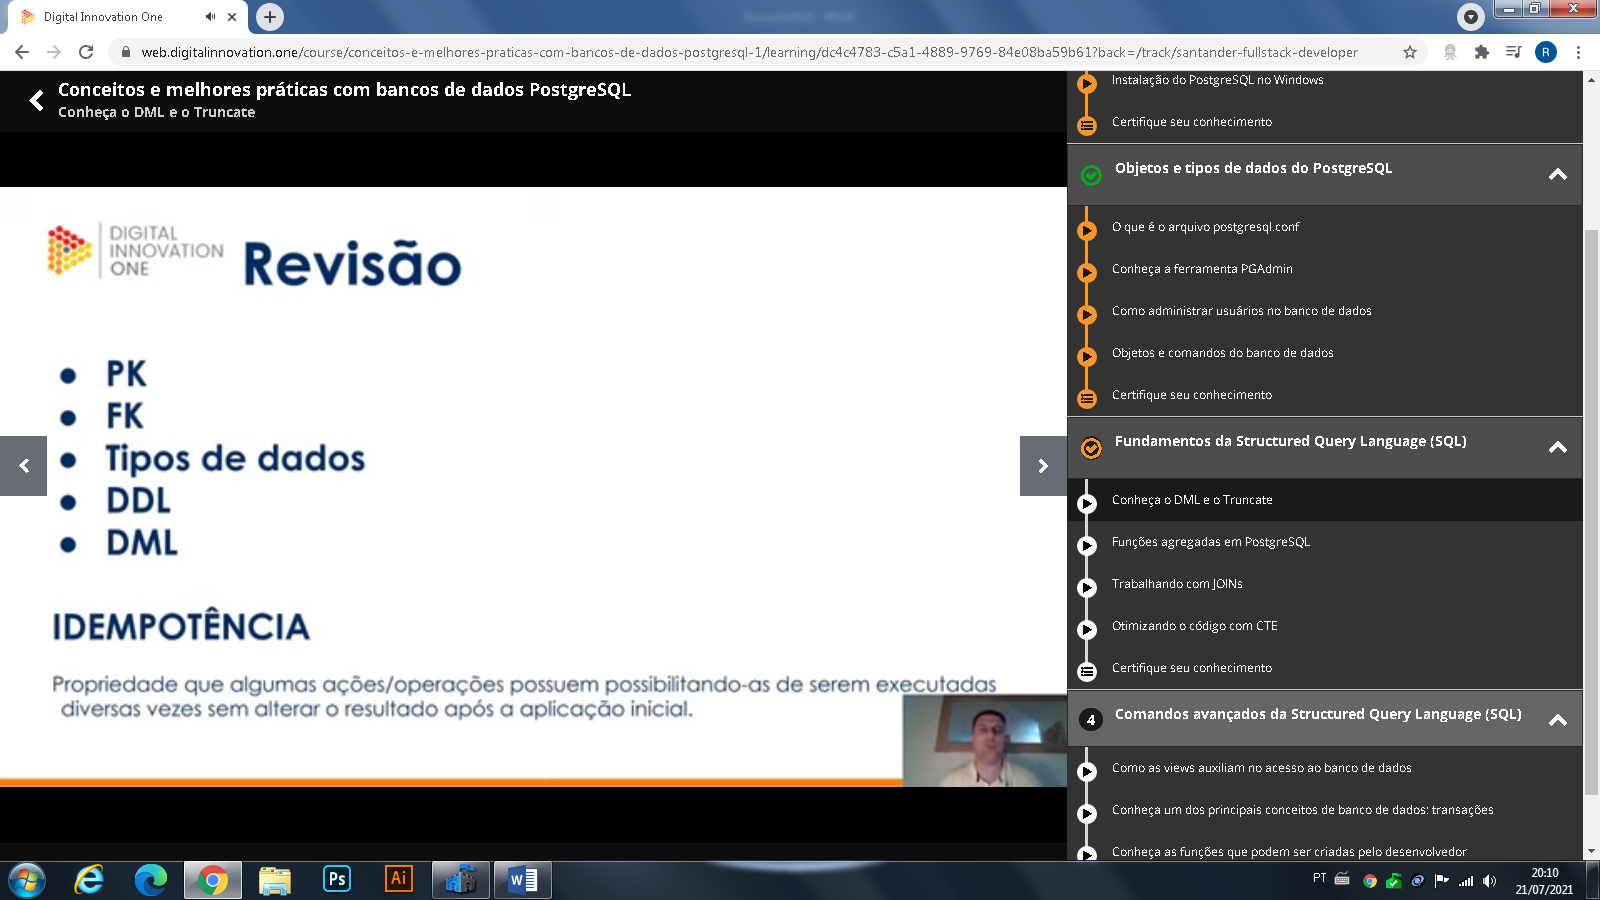 Digital Innovation One
web.digitalinnovation.one/course/conceitos-e-melhores-praticas-com-bancos-de-dados-postgresql-1/learning/dc4c4783-c5a1-4889-9769-84e08ba59b61?back=/track/santander-fullstack-developer
R
Conceitos e melhores práticas com bancos de dados PostgreSQL
Conheça o DML e o Truncate
DIGITAL
INNOVATION
ONE
Revisão
PK
FK
Tipos de dados
DDL
DML
IDEMPOTÊNCIA
Propriedade que algumas ações/operações possuem possibilitando-as de serem executadas
diversas vezes sem alterar o resultado após a aplicação inicial.
Instalação do PostgreSQL no Windows
Certifique seu conhecimento
Objetos e tipos de dados do PostgreSQL
O que é o arquivo postgresql.conf
Conheça a ferramenta PGAdmin
Como administrar usuários no banco de dados
Objetos e comandos do banco de dados
Certifique seu conhecimento
Fundamentos da Structured Query Language (SQL)
Conheça o DML e o Truncate
Funções agregadas em PostgreSQL
Trabalhando com JOINs
Otimizando o código com CTE
Certifique seu conhecimento
4 Comandos avançados da Structured Query Language (SQL)
Como as views auxiliam no acesso ao banco de dados
Conheça um dos principais conceitos de banco de dados: transações
Conheça as funções que podem ser criadas pelo desenvolvedor
Ps
Ai
W
PT
20:10
21/07/2021